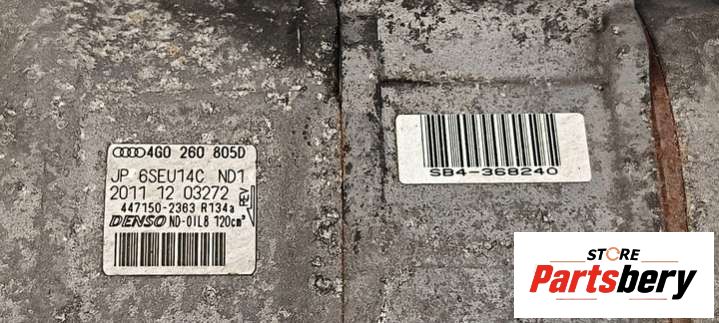 4G0 260 805D
JP 6SEU14C ND1
2011 12 03272
REV
447150-2363 R134a
DENSO ND-OIL8 120cm³
SB4-368240
STORE
Partsbery